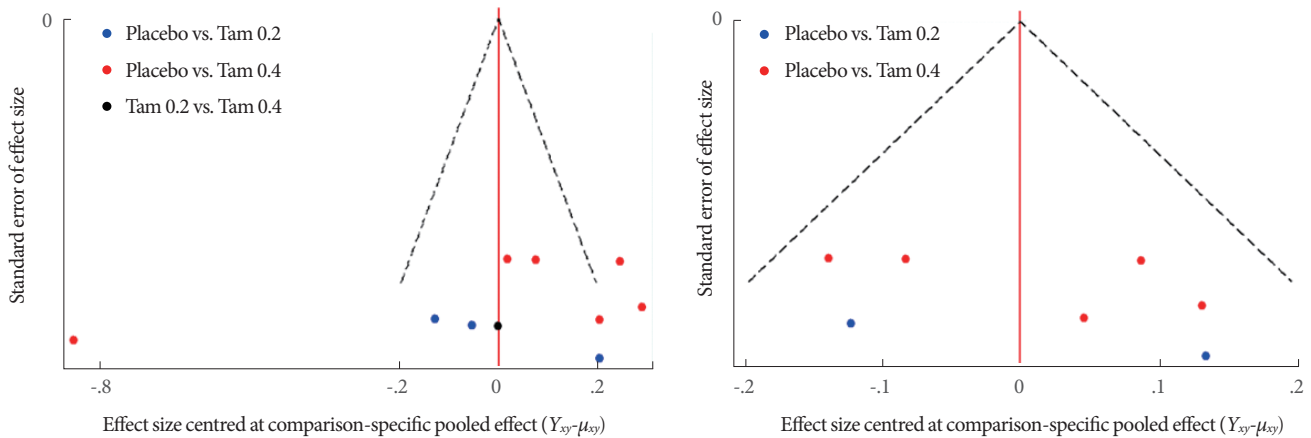 0
Placebo vs. Tam 0.2
Placebo vs. Tam 0.4
Tam 0.2 vs. Tam 0.4
Standard error of effect size
-.8
-.2
0
.2
Effect size centred at comparison-specific pooled effect (Yxy-μxy)
0
Placebo vs. Tam 0.2
Placebo vs. Tam 0.4
Standard error of effect size
-.2
-.1
0
.1
.2
Effect size centred at comparison-specific pooled effect (Yxy-μxy)